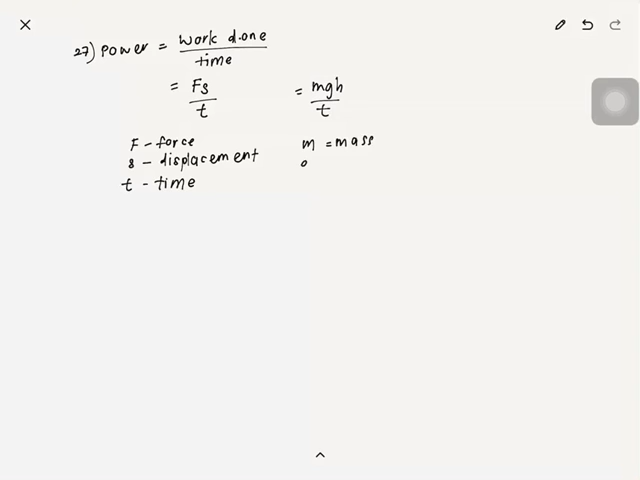 27) Power = work done
time
= Fs = mgh
t t
F - force m = mass
s - displacement
t - time